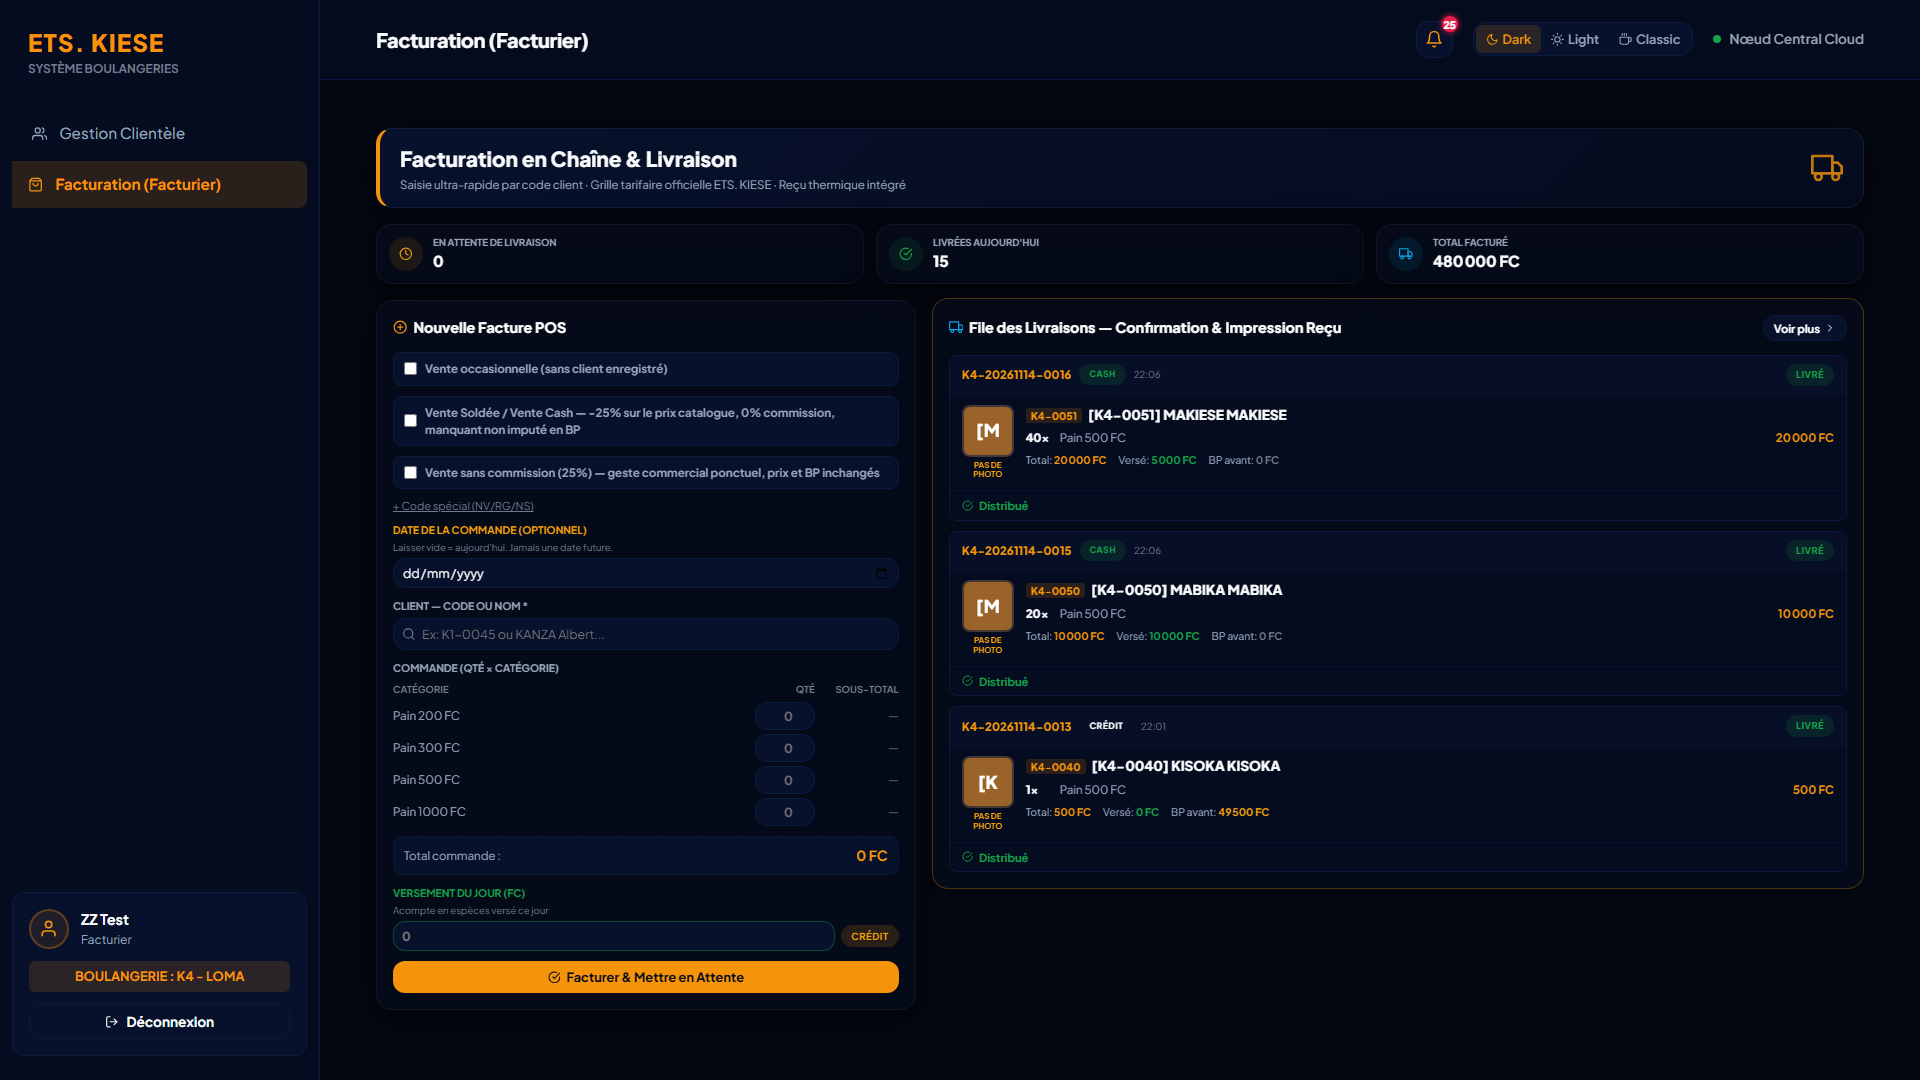 ETS. KIESE
SYSTÈME BOULANGERIES
Gestion Clientèle
Facturation (Facturier)
ZZ Test
Facturier
BOULANGERIE : K4 - LOMA
Déconnexion
Facturation (Facturier)
25
Dark
Light
Classic
Nœud Central Cloud
Facturation en Chaîne & Livraison
Saisie ultra-rapide par code client · Grille tarifaire officielle ETS. KIESE · Reçu thermique intégré
EN ATTENTE DE LIVRAISON
0
LIVRÉES AUJOURD'HUI
15
TOTAL FACTURÉ
480 000 FC
Nouvelle Facture POS
Vente occasionnelle (sans client enregistré)
Vente Soldée / Vente Cash — -25% sur le prix catalogue, 0% commission,
manquant non imputé en BP
Vente sans commission (25%) — geste commercial ponctuel, prix et BP inchangés
+ Code spécial (NV/RG/NS)
DATE DE LA COMMANDE (OPTIONNEL)
Laisser vide = aujourd'hui. Jamais une date future.
dd/mm/yyyy
CLIENT — CODE OU NOM *
Ex: K1-0045 ou KANZA Albert...
COMMANDE (QTÉ × CATÉGORIE)
CATÉGORIE QTÉ SOUS-TOTAL
Pain 200 FC 0 —
Pain 300 FC 0 —
Pain 500 FC 0 —
Pain 1000 FC 0 —
Total commande : 0 FC
VERSEMENT DU JOUR (FC)
Acompte en espèces versé ce jour
0 CRÉDIT
Facturer & Mettre en Attente
File des Livraisons — Confirmation & Impression Reçu
Voir plus
K4-20261114-0016 CASH 22:06 LIVRÉ
[M
PAS DE
PHOTO
K4-0051 [K4-0051] MAKIESE MAKIESE
40× Pain 500 FC 20 000 FC
Total: 20 000 FC Versé: 5 000 FC BP avant: 0 FC
Distribué
K4-20261114-0015 CASH 22:06 LIVRÉ
[M
PAS DE
PHOTO
K4-0050 [K4-0050] MABIKA MABIKA
20× Pain 500 FC 10 000 FC
Total: 10 000 FC Versé: 10 000 FC BP avant: 0 FC
Distribué
K4-20261114-0013 CRÉDIT 22:01 LIVRÉ
[K
PAS DE
PHOTO
K4-0040 [K4-0040] KISOKA KISOKA
1× Pain 500 FC 500 FC
Total: 500 FC Versé: 0 FC BP avant: 49 500 FC
Distribué